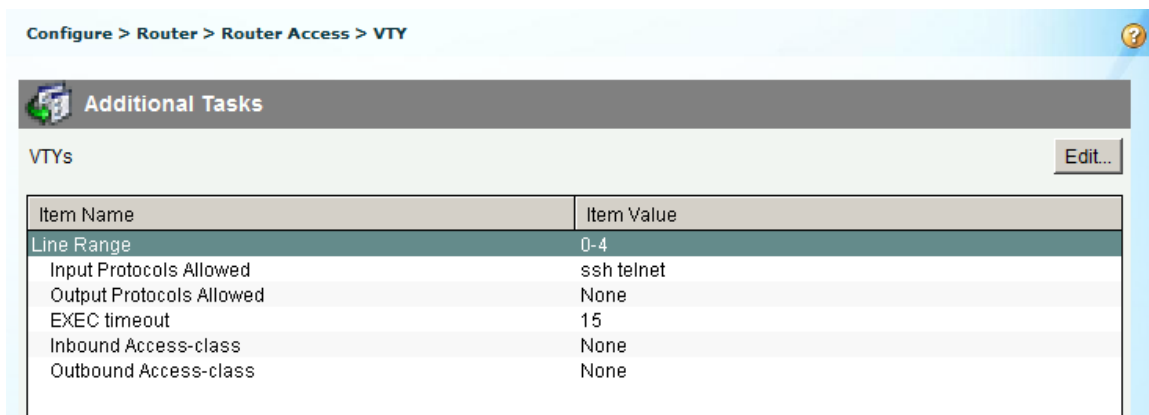 Configure > Router > Router Access > VTY
Additional Tasks
VTYs
Edit...
Item Name Item Value
Line Range 0-4
Input Protocols Allowed ssh telnet
Output Protocols Allowed None
EXEC timeout 15
Inbound Access-class None
Outbound Access-class None